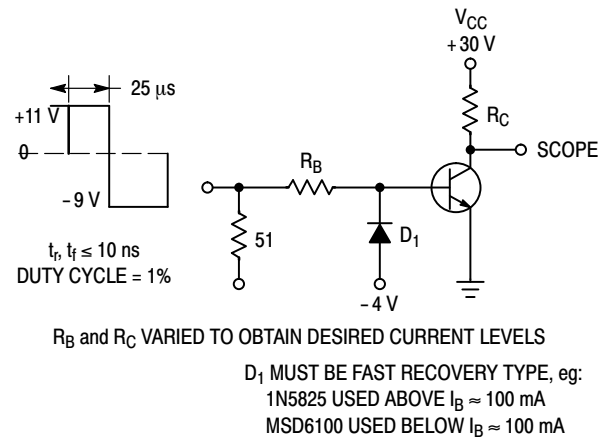 V_CC
+30 V
25 μs
+11 V
R_C
0
R_B
SCOPE
−9 V
51
D_1
t_r, t_f ≤ 10 ns
DUTY CYCLE = 1%
−4 V
R_B and R_C VARIED TO OBTAIN DESIRED CURRENT LEVELS
D_1 MUST BE FAST RECOVERY TYPE, eg:
1N5825 USED ABOVE I_B ≈ 100 mA
MSD6100 USED BELOW I_B ≈ 100 mA